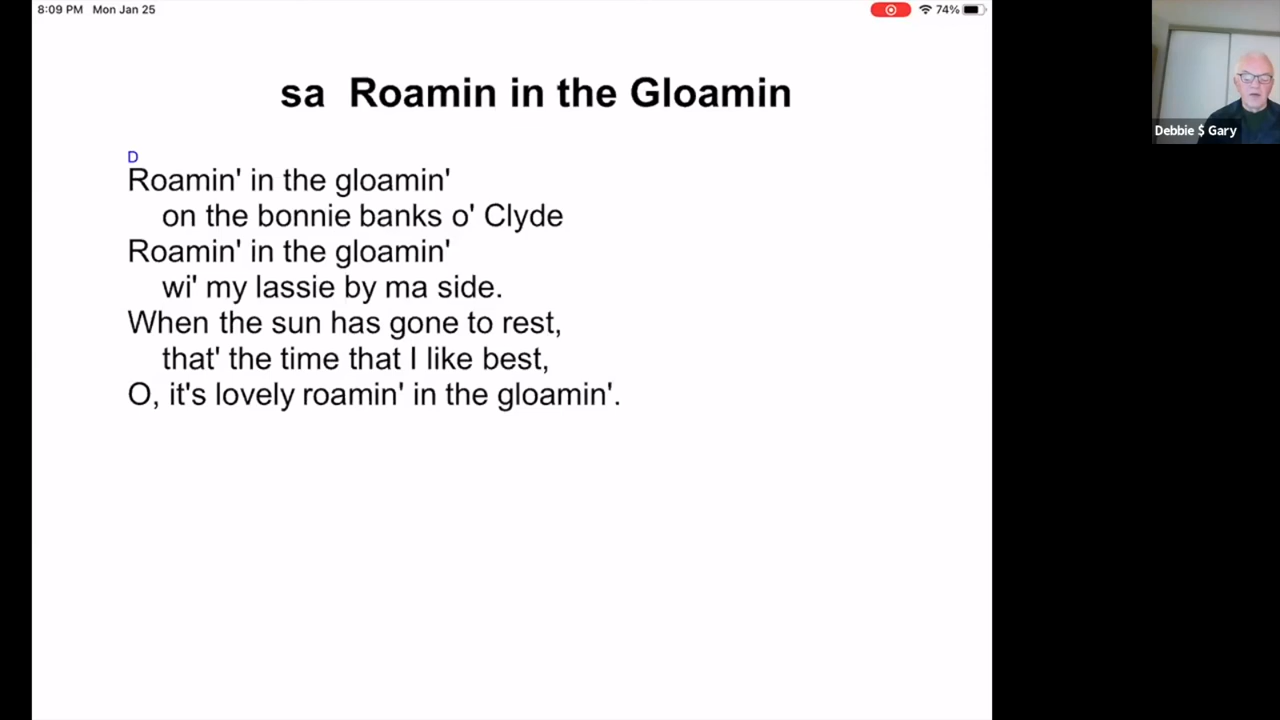 8:09 PM Mon Jan 25
74%
sa Roamin in the Gloamin
D
Roamin' in the gloamin'
on the bonnie banks o' Clyde
Roamin' in the gloamin'
wi' my lassie by ma side.
When the sun has gone to rest,
that' the time that I like best,
O, it's lovely roamin' in the gloamin'.
Debbie $ Gary